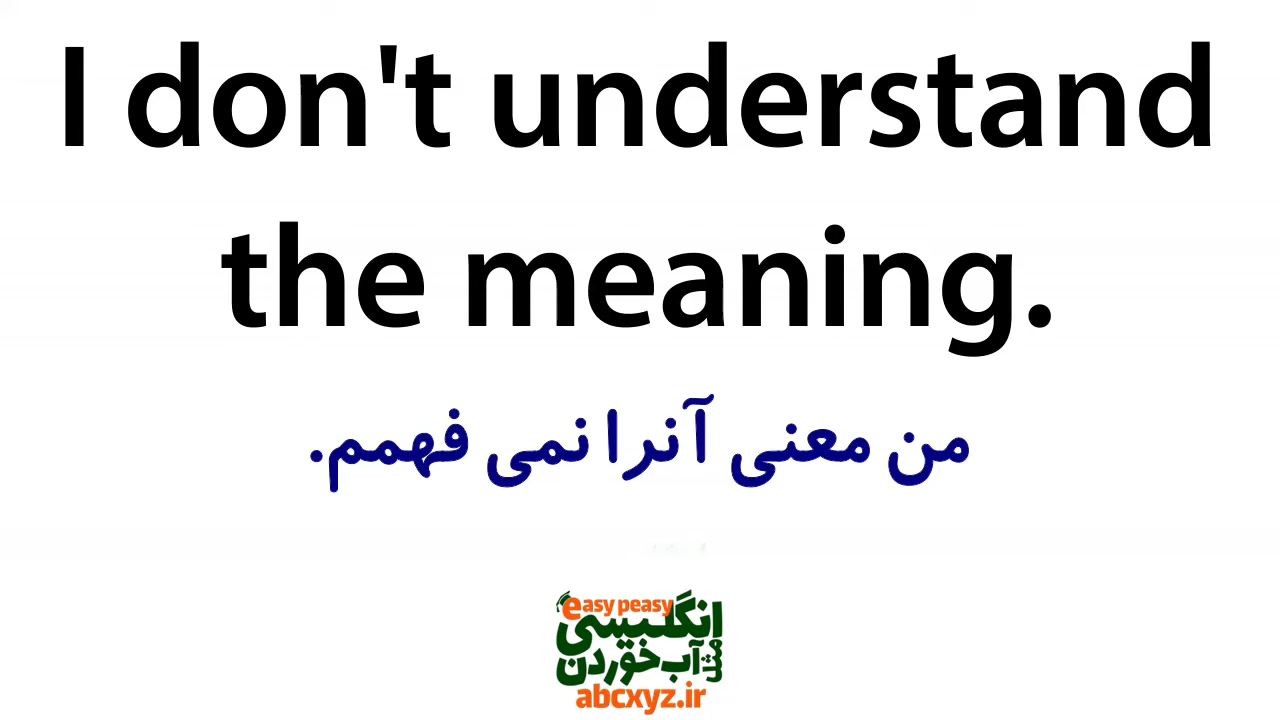 I don't understand
the meaning.
من معنی آنرا نمی فهمم.
easy peasy
انگلیسی
مثل آب خوردن
abcxyz.ir